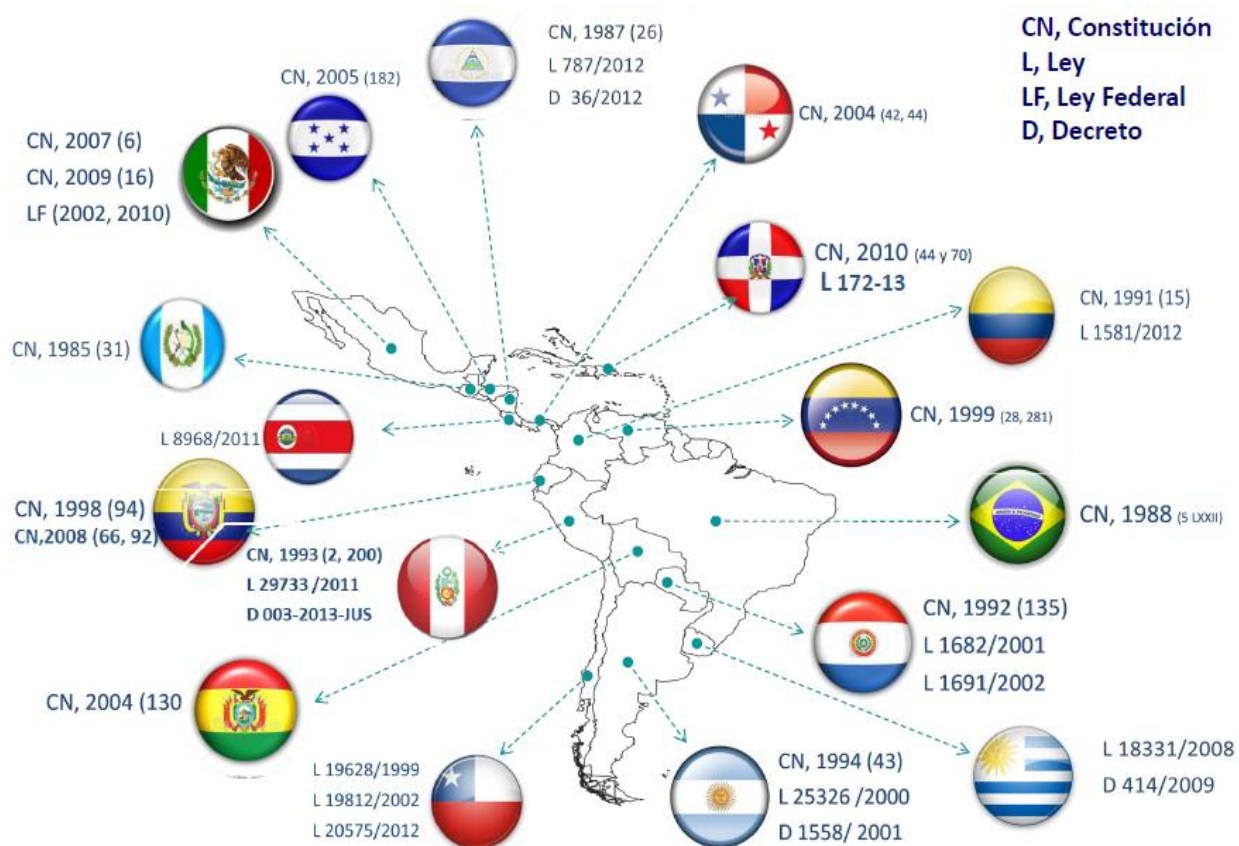 CN, Constitución
L, Ley
LF, Ley Federal
D, Decreto
CN, 1987 (26)
L 787/2012
D 36/2012
CN, 2005 (182)
CN, 2004 (42, 44)
CN, 2007 (6)
CN, 2009 (16)
LF (2002, 2010)
CN, 2010 (44 y 70)
L 172-13
CN, 1991 (15)
L 1581/2012
CN, 1985 (31)
CN, 1999 (28, 281)
L 8968/2011
CN, 1998 (94)
CN,2008 (66, 92)
CN, 1988 (5 LXXII)
CN, 1993 (2, 200)
L 29733/2011
D 003-2013-JUS
CN, 1992 (135)
L 1682/2001
L 1691/2002
CN, 2004 (130
L 19628/1999
L 19812/2002
L 20575/2012
CN, 1994 (43)
L 25326/2000
D 1558/ 2001
L 18331/2008
D 414/2009